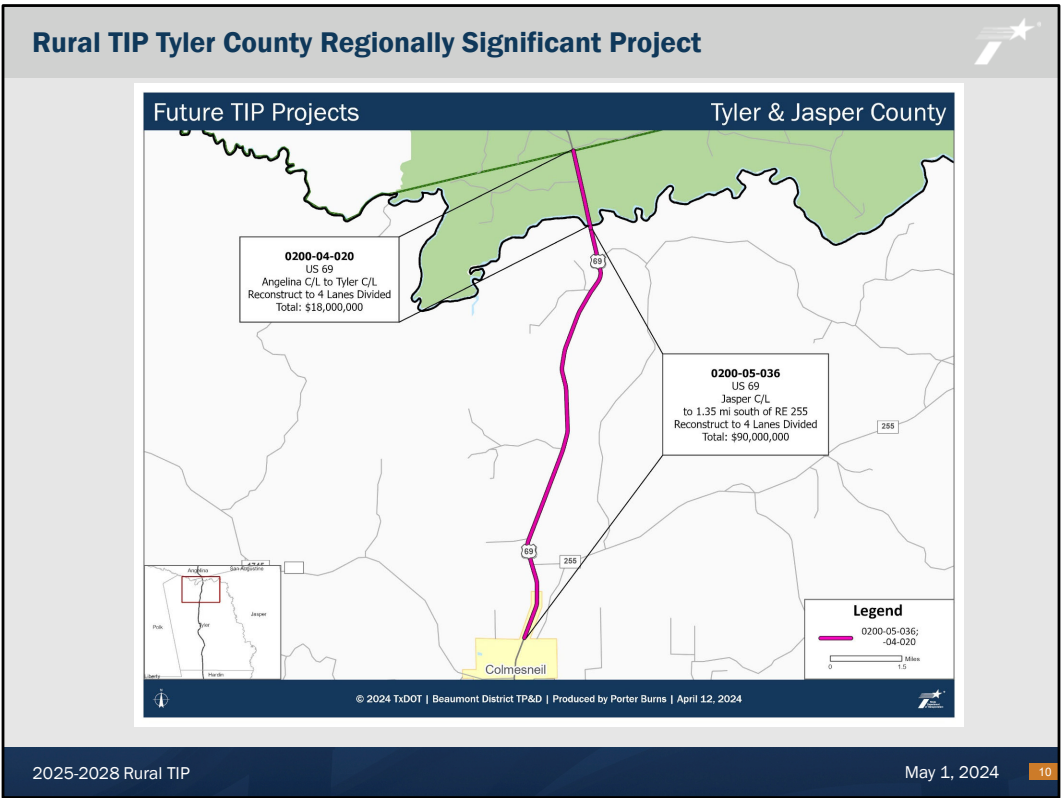 Rural TIP Tyler County Regionally Significant Project
Future TIP Projects
Tyler & Jasper County
0200-04-020
US 69
Angelina C/L to Tyler C/L
Reconstruct to 4 Lanes Divided
Total: $18,000,000
69
0200-05-036
US 69
Jasper C/L
to 1.35 mi south of RE 255
Reconstruct to 4 Lanes Divided
Total: $90,000,000
255
69
255
Angelina
San Augustine
Jasper
Polk
Tyler
Liberty
Hardin
Colmesneil
Legend
0200-05-036;
-04-020
Miles
0 1.5
© 2024 TxDOT | Beaumont District TP&D | Produced by Porter Burns | April 12, 2024
2025-2028 Rural TIP
May 1, 2024
10